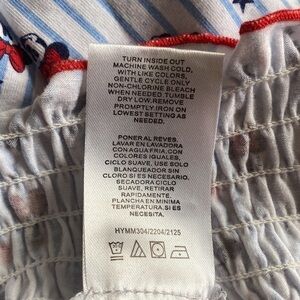 TURN INSIDE OUT
MACHINE WASH COLD,
WITH LIKE COLORS,
GENTLE CYCLE ONLY
NON-CHLORINE BLEACH
WHEN NEEDED.TUMBLE
DRY LOW.REMOVE
PROMPTLY.IRON ON
LOWEST SETTING AS
NEEDED.
PONER AL REVES.
LAVAR EN LAVADORA
CON AGUA FRIA, CON
COLORES IGUALES,
CICLO SUAVE, USE SOLO
BLANQUEADOR SIN
CLORO SI ES NECESARIO.
SECADORA CICLO
SUAVE, RETIRAR
RAPIDAMENTE.
PLANCHA EN MINIMA
TEMPERATURA.SI ES
NECESITA.
HYMM304/2204/2125